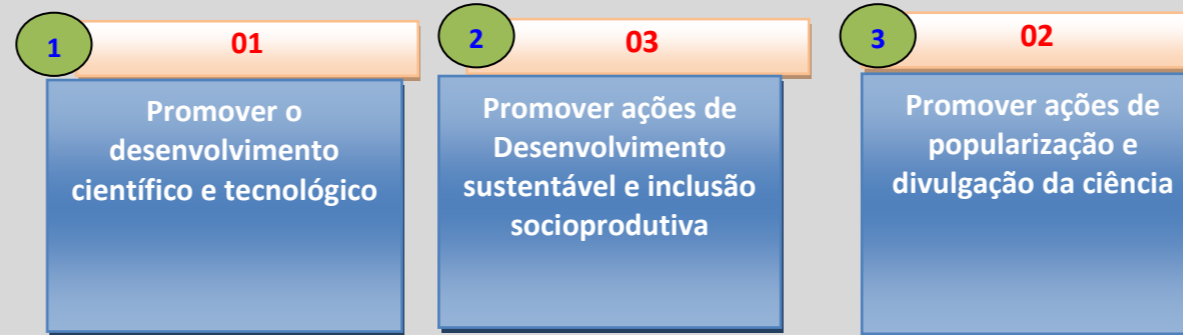 1
01
Promover o
desenvolvimento
científico e tecnológico
2
03
Promover ações de
Desenvolvimento
sustentável e inclusão
socioprodutiva
3
02
Promover ações de
popularização e
divulgação da ciência